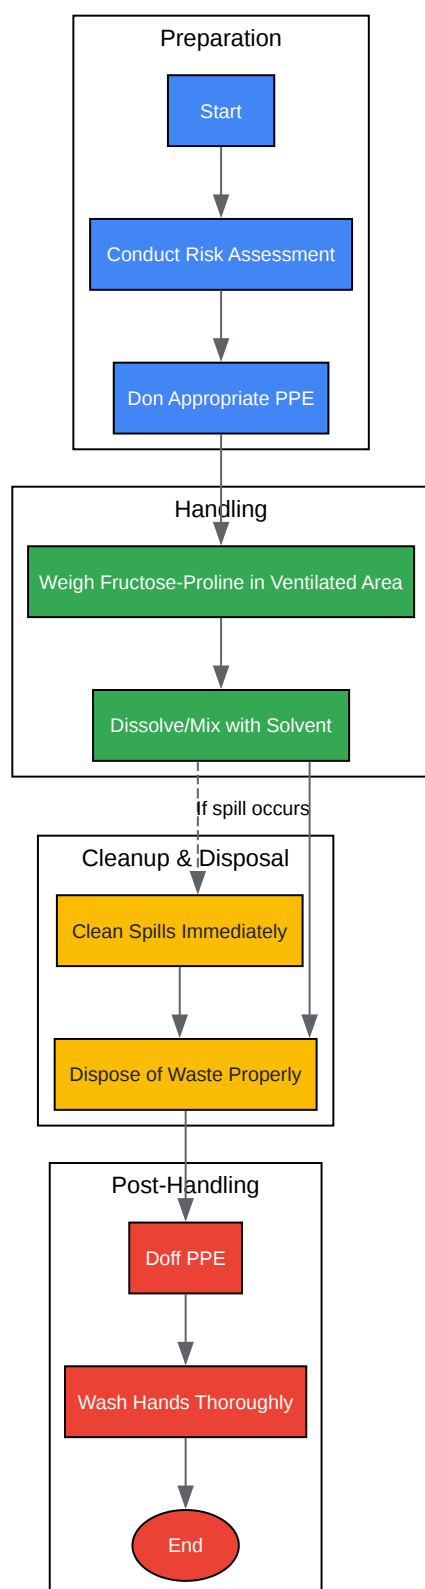 Preparation
Start
Conduct Risk Assessment
Don Appropriate PPE
Handling
Weigh Fructose-Proline in Ventilated Area
Dissolve/Mix with Solvent
If spill occurs
Cleanup & Disposal
Clean Spills Immediately
Dispose of Waste Properly
Post-Handling
Doff PPE
Wash Hands Thoroughly
End